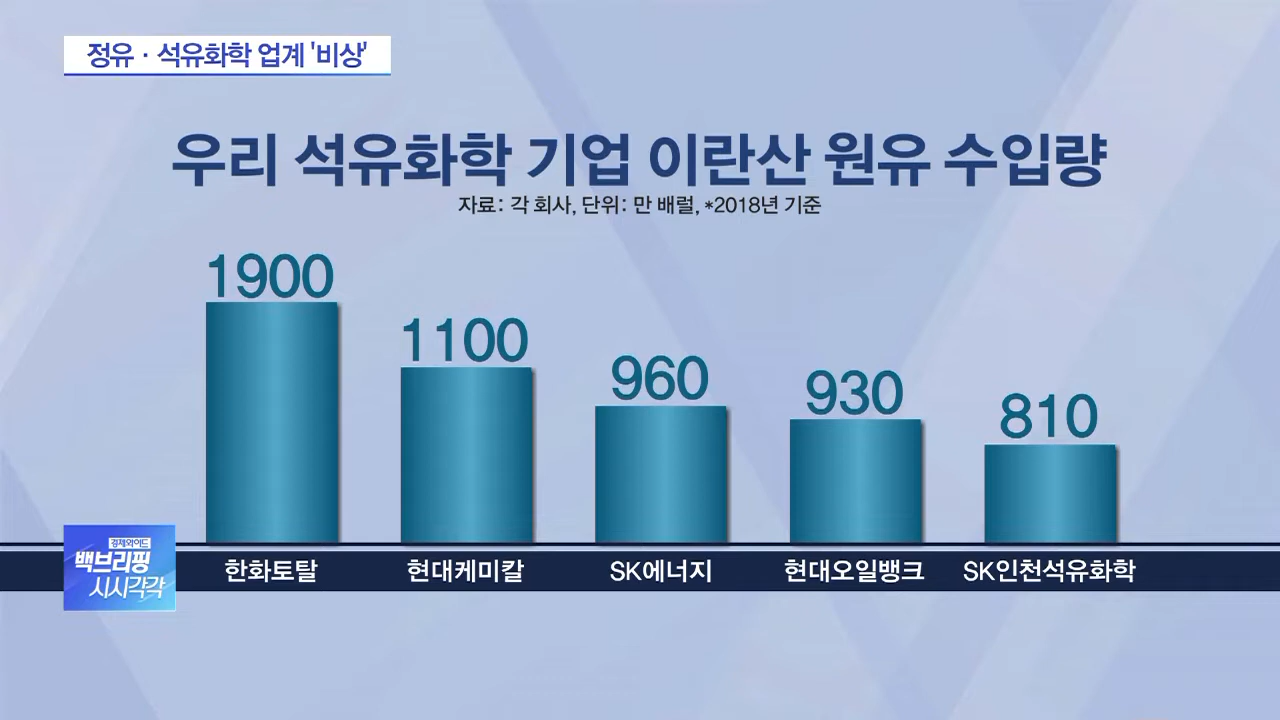 정유 · 석유화학 업계 '비상'
우리 석유화학 기업 이란산 원유 수입량
자료: 각 회사, 단위: 만 배럴, *2018년 기준
1900
1100
960
930
810
한화토탈
현대케미칼
SK에너지
현대오일뱅크
SK인천석유화학
경제와이드
백브리핑
시시각각